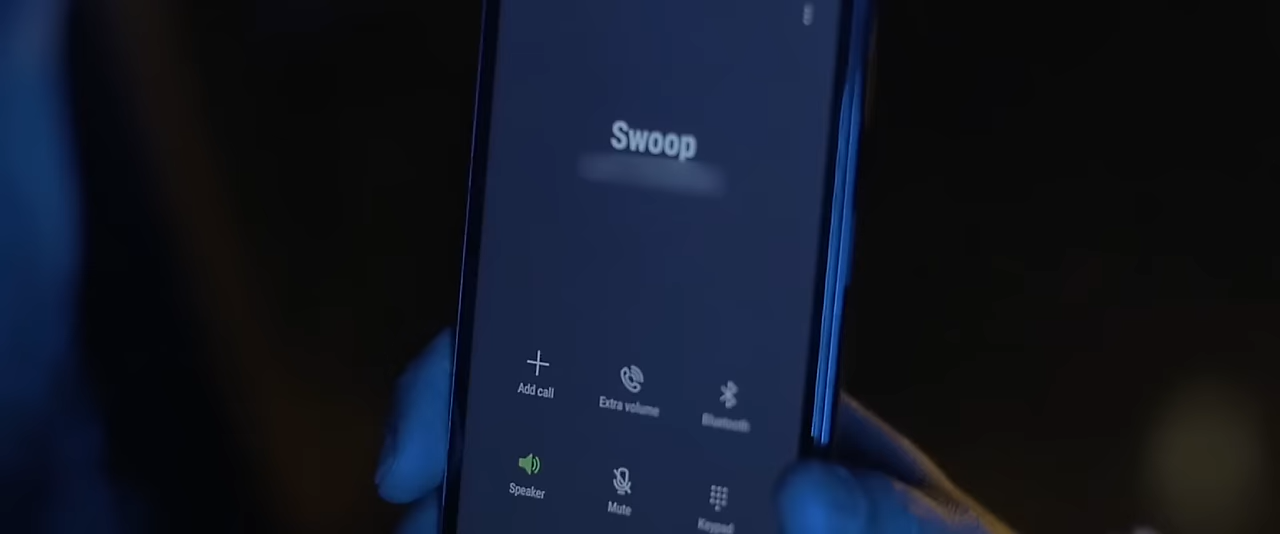 Swoop
Add call
Extra volume
Bluetooth
Speaker
Mute
Keypad